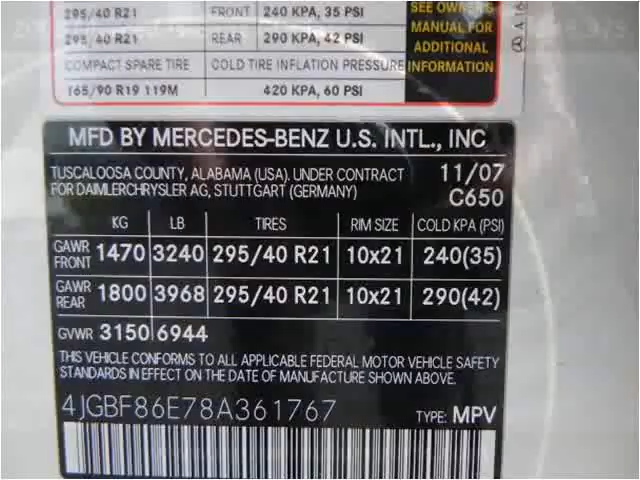 295/40 R21 FRONT 240 KPA, 35 PSI
295/40 R21 REAR 290 KPA, 42 PSI
COMPACT SPARE TIRE COLD TIRE INFLATION PRESSURE
165/90 R19 119M 420 KPA, 60 PSI
SEE OWNER'S
MANUAL FOR
ADDITIONAL
INFORMATION
A 16
MFD BY MERCEDES-BENZ U.S. INTL., INC
TUSCALOOSA COUNTY, ALABAMA (USA). UNDER CONTRACT 11/07
FOR DAIMLERCHRYSLER AG, STUTTGART (GERMANY) C650
KG LB TIRES RIM SIZE COLD KPA (PSI)
GAWR FRONT 1470 3240 295/40 R21 10x21 240(35)
GAWR REAR 1800 3968 295/40 R21 10x21 290(42)
GVWR 3150 6944
THIS VEHICLE CONFORMS TO ALL APPLICABLE FEDERAL MOTOR VEHICLE SAFETY
STANDARDS IN EFFECT ON THE DATE OF MANUFACTURE SHOWN ABOVE.
4JGBF86E78A361767 TYPE: MPV